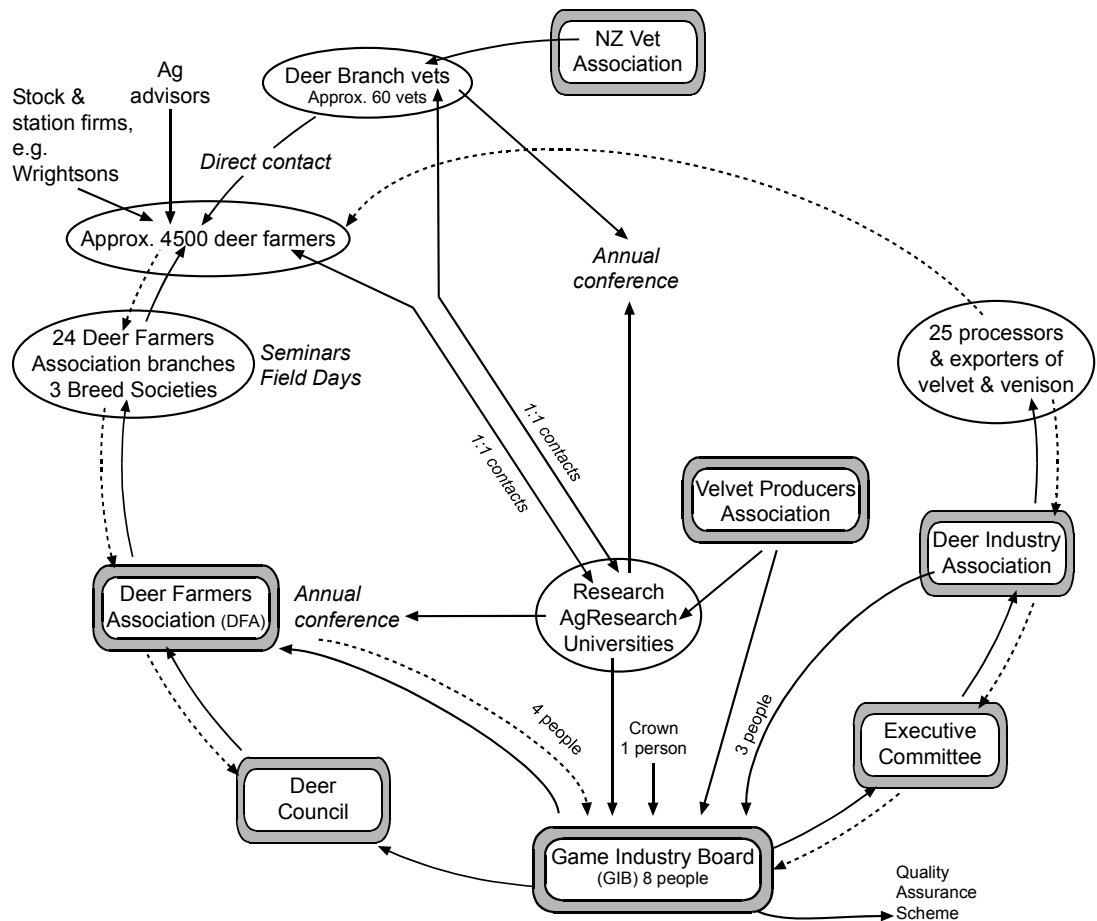 NZ Vet
Association
Deer Branch vets
Approx. 60 vets
Ag
advisors
Stock &
station firms,
e.g.
Wrightsons
Direct contact
Approx. 4500 deer farmers
Annual
conference
24 Deer Farmers
Association branches
3 Breed Societies
Seminars
Field Days
25 processors
& exporters of
velvet & venison
1:1 contacts
1:1 contacts
Velvet Producers
Association
Deer Industry
Association
Deer Farmers
Association (DFA)
Annual
conference
Research
AgResearch
Universities
4 people
Crown
1 person
3 people
Executive
Committee
Deer
Council
Game Industry Board
(GIB) 8 people
Quality
Assurance
Scheme